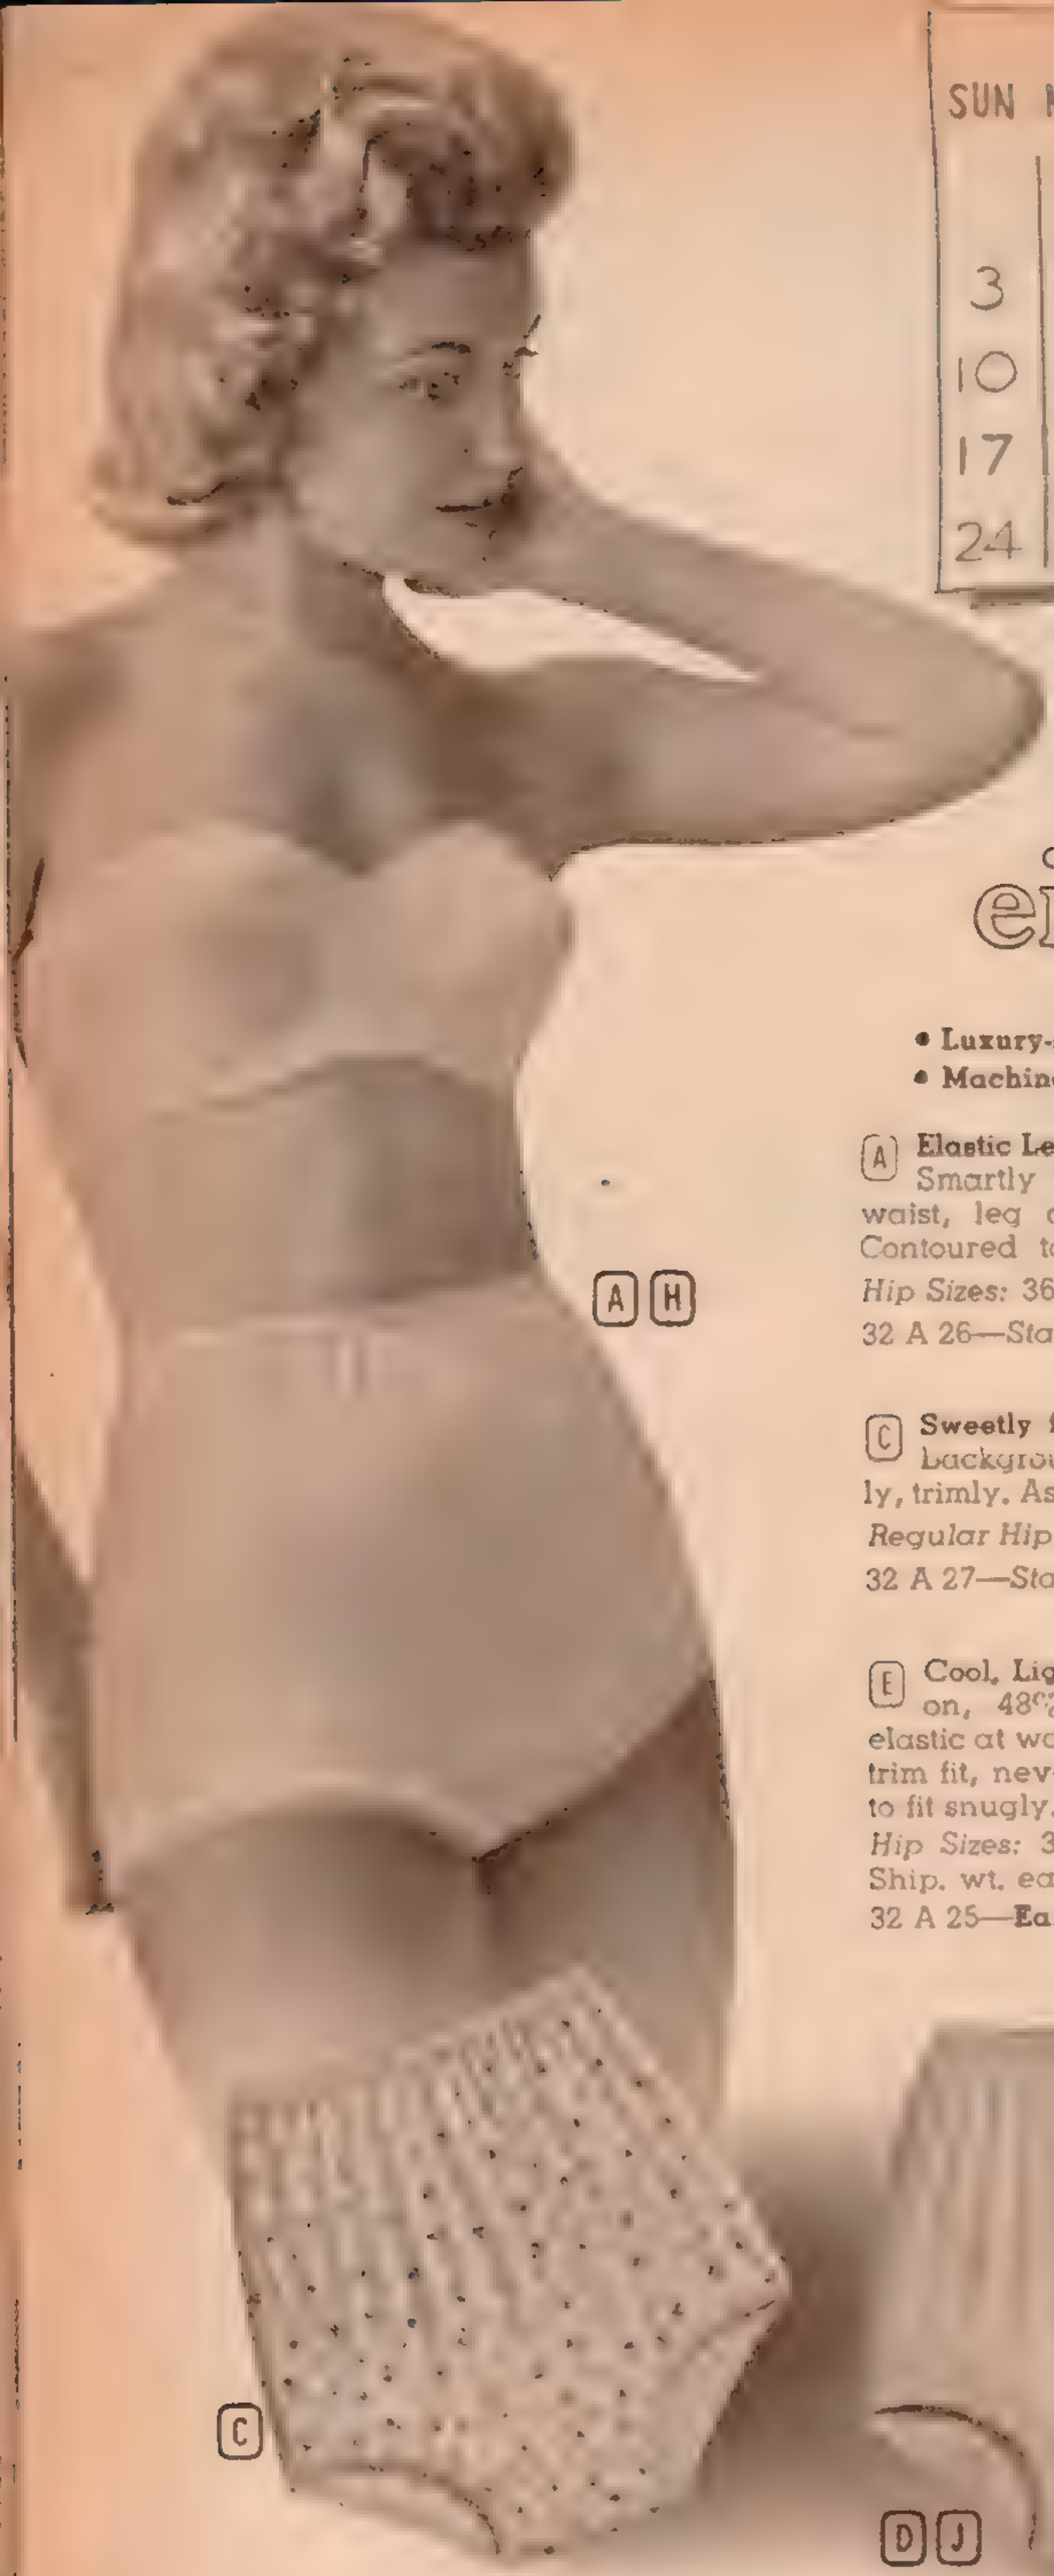 SUN
3
10
17
24
• Luxury-
• Machin
A Elastic Le
Smartly
waist, leg
Contoured
Hip Sizes: 36
32 A 26—Sta
A H
C Sweetly
backgrou
ly, trimly. As
Regular Hip
32 A 27—Sta
E Cool, Lig
on, 48%
elastic at wa
trim fit, nev
to fit snugly.
Hip Sizes: 3
Ship. wt. ea
32 A 25—Ea
C
D J